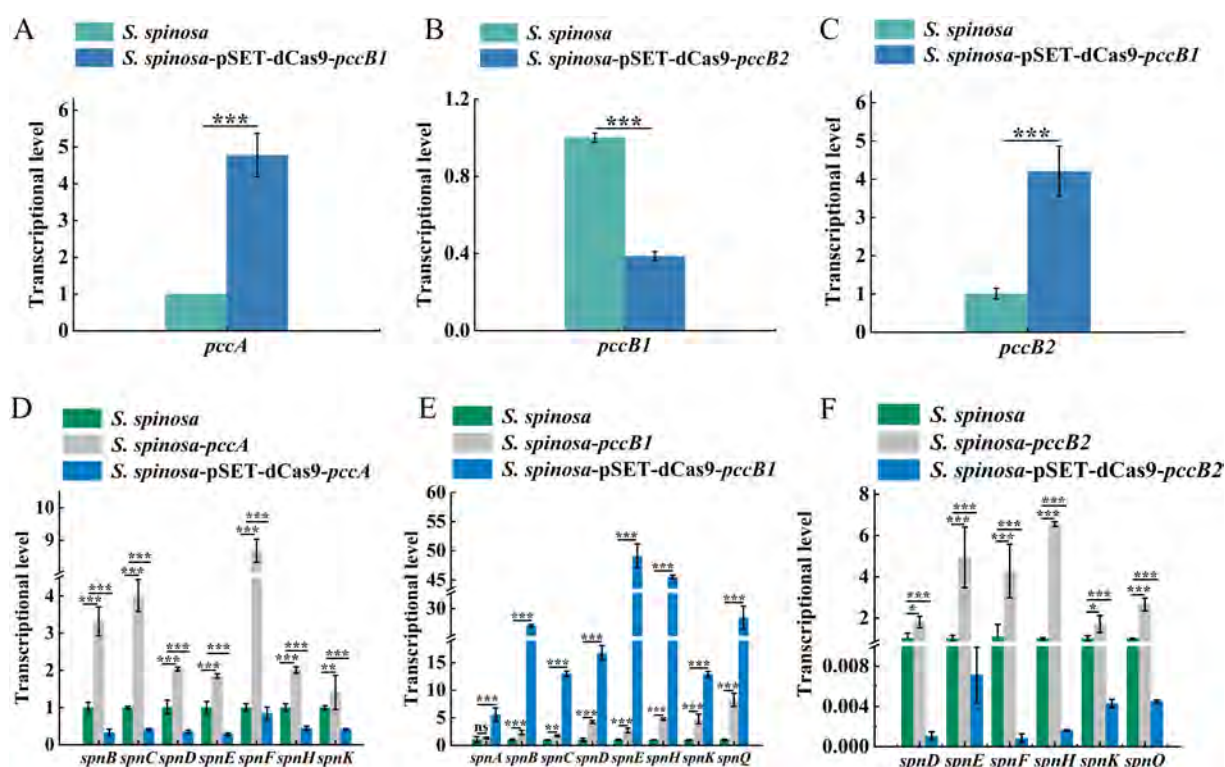 A
S. spinosa
S. spinosa-pSET-dCas9-pccB1
Transcriptional level
6
5
4
3
2
1
0
***
pccA
B
S. spinosa
S. spinosa-pSET-dCas9-pccB2
Transcriptional level
1.2
0.8
0.4
0.0
***
pccB1
C
S. spinosa
S. spinosa-pSET-dCas9-pccB1
Transcriptional level
6
5
4
3
2
1
0
***
pccB2
D
S. spinosa
S. spinosa-pccA
S. spinosa-pSET-dCas9-pccA
Transcriptional level
10
8
4
3
2
1
0
*** ***
*** ***
*** ***
*** ***
*** ***
*** ***
** ***
spnB spnC spnD spnE spnF spnH spnK
E
S. spinosa
S. spinosa-pccB1
S. spinosa-pSET-dCas9-pccB1
Transcriptional level
60
55
50
45
30
15
10
5
0
ns ***
*** ***
** ***
*** ***
*** ***
*** ***
*** ***
*** ***
spnA spnB spnC spnD spnE spnH spnK spnQ
F
S. spinosa
S. spinosa-pccB2
S. spinosa-pSET-dCas9-pccB2
Transcriptional level
8
6
4
2
0.008
0.004
0.000
* ***
*** ***
*** ***
*** ***
* ***
*** ***
spnD spnE spnF spnH spnK spnQ